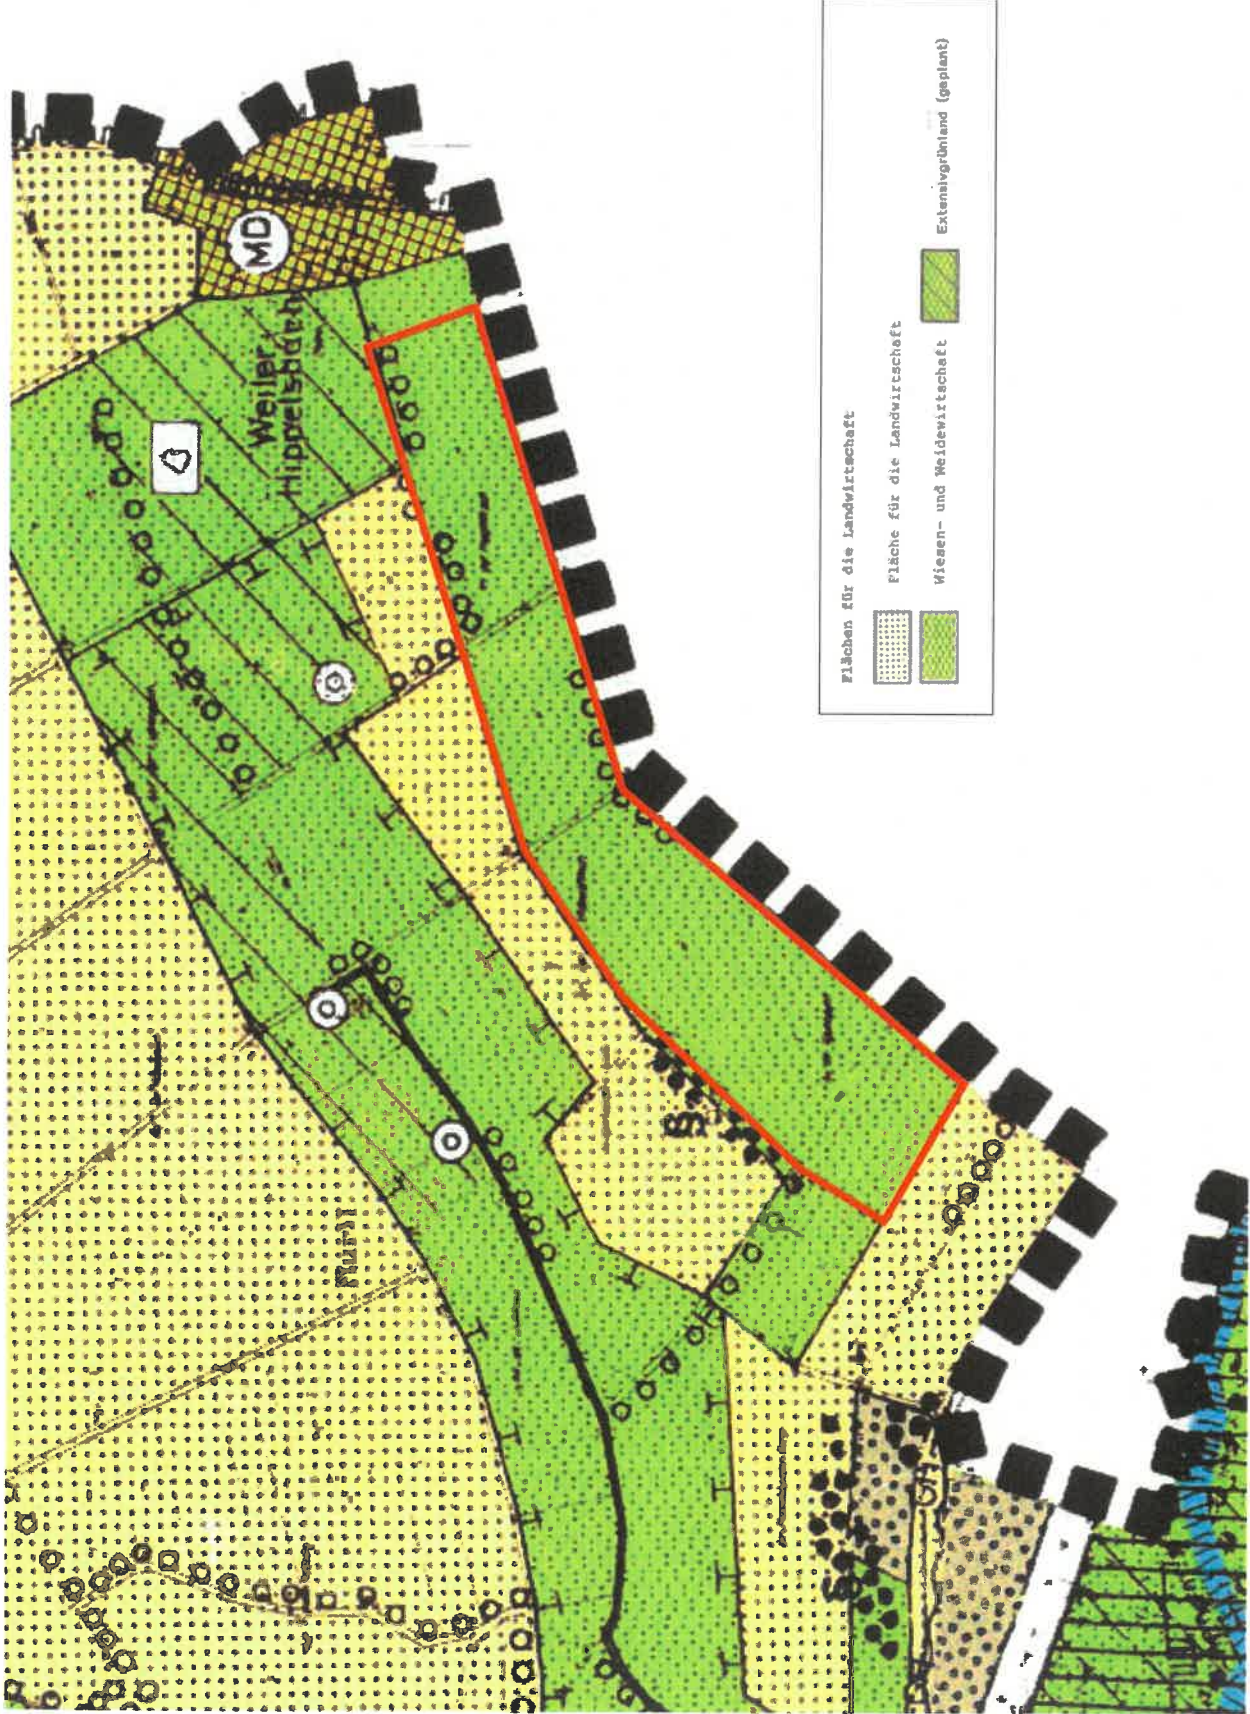 MD
Weiler
Hippelsbach
Flächen für die Landwirtschaft
Fläche für die Landwirtschaft
Wiesen- und Weidewirtschaft
Extensivgrünland (geplant)